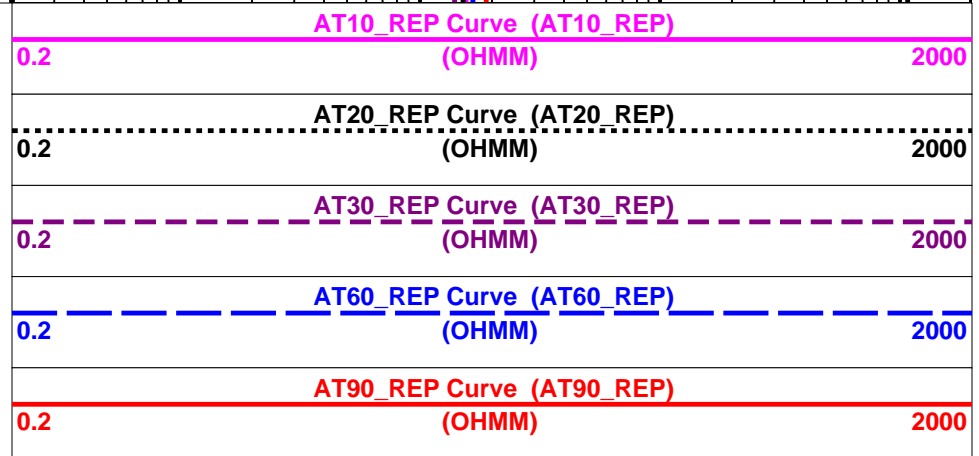 AT10_REP Curve (AT10_REP)
0.2 (OHMM) 2000
AT20_REP Curve (AT20_REP)
0.2 (OHMM) 2000
AT30_REP Curve (AT30_REP)
0.2 (OHMM) 2000
AT60_REP Curve (AT60_REP)
0.2 (OHMM) 2000
AT90_REP Curve (AT90_REP)
0.2 (OHMM) 2000